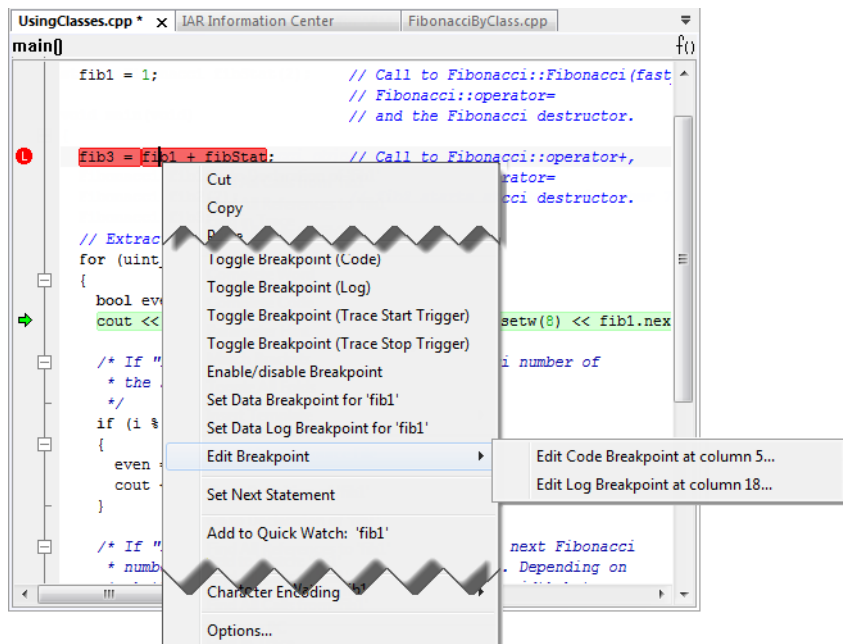 UsingClasses.cpp * x IAR Information Center FibonacciByClass.cpp
main() f()
fib1 = 1; // Call to Fibonacci::Fibonacci(fast
// Fibonacci::operator=
// and the Fibonacci destructor.
L fib3 = fib1 + fibStat; // Call to Fibonacci::operator+,
rator=
cci destructor.
Cut
Copy
// Extrac
for (uint_
Toggle Breakpoint (Code)
{
Toggle Breakpoint (Log)
bool eve
cout << setw(8) << fib1.nex
Toggle Breakpoint (Trace Start Trigger)
Toggle Breakpoint (Trace Stop Trigger)
/* If " i number of
Enable/disable Breakpoint
* the
*/
Set Data Breakpoint for 'fib1'
if (i %
Set Data Log Breakpoint for 'fib1'
{
Edit Breakpoint
Edit Code Breakpoint at column 5...
even =
cout
Edit Log Breakpoint at column 18...
}
Set Next Statement
Add to Quick Watch: 'fib1'
/* If " next Fibonacci
* numb . Depending on
Character Encoding
Options...